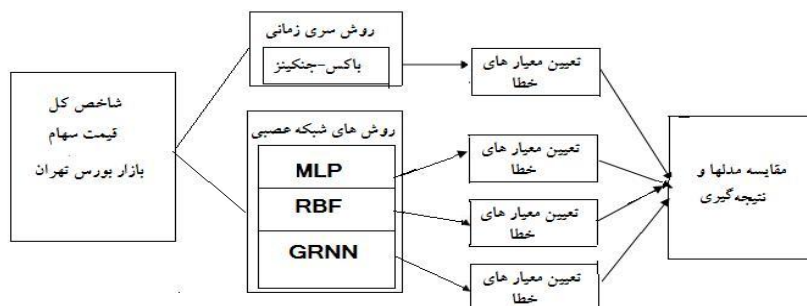 شاخص کل
قیمت سهام
بازار بورس تهران
روش سری زمانی
باکس-جنکینز
روش های شبکه عصبی
MLP
RBF
GRNN
تعیین معیار های
خطا
تعیین معیار های
خطا
تعیین معیار های
خطا
تعیین معیار های
خطا
مقایسه مدلها و
نتیجه گیری